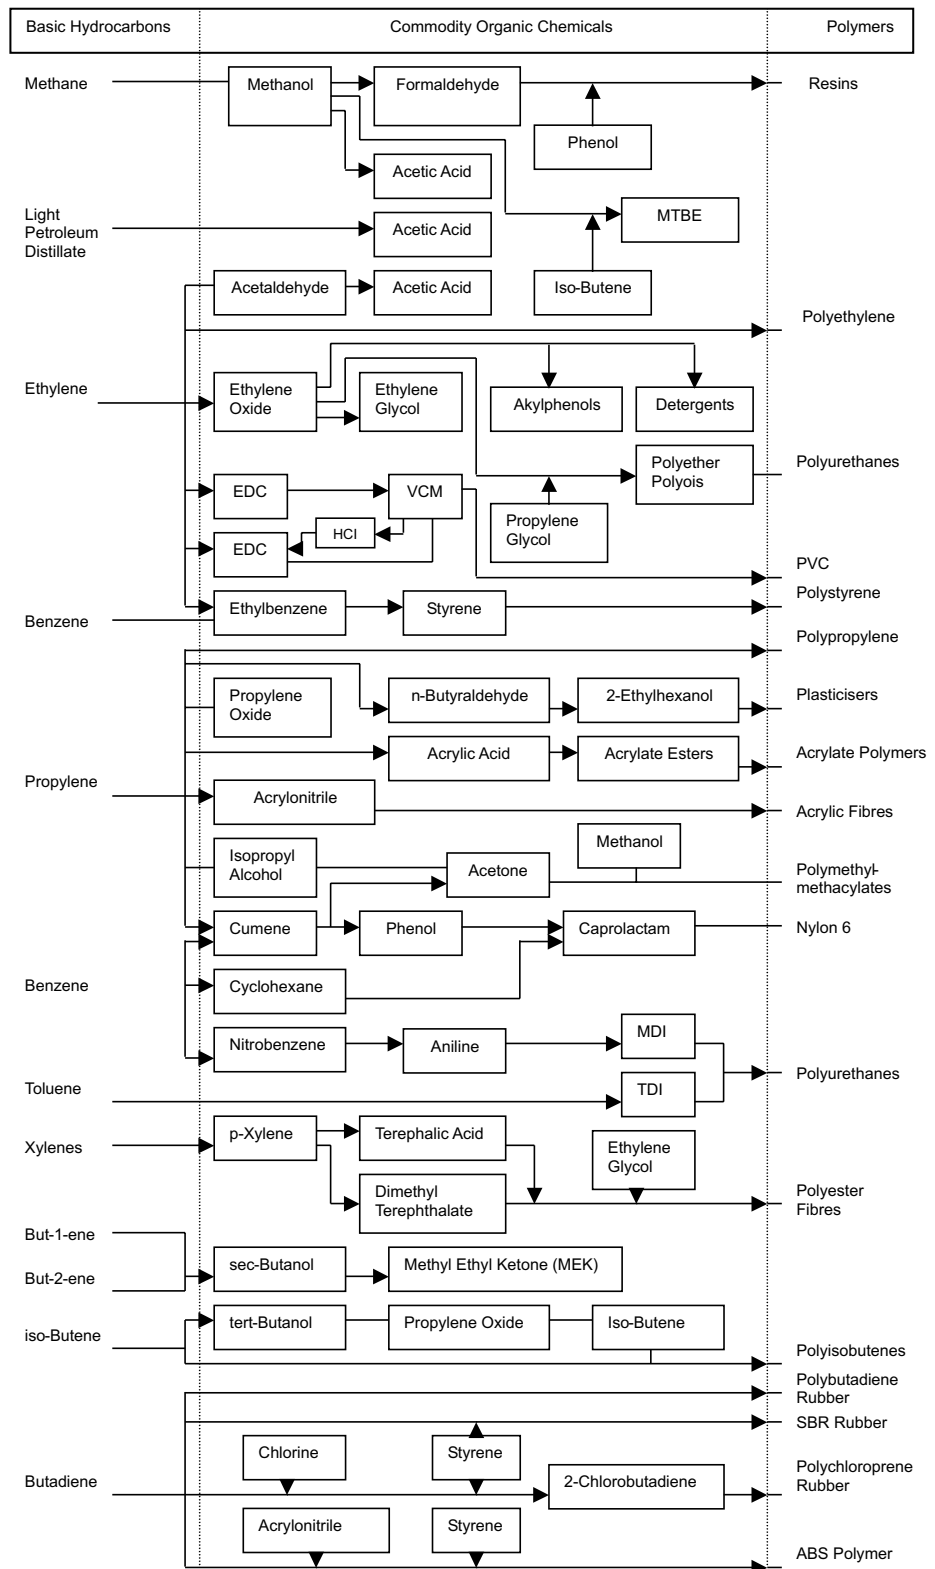 Basic Hydrocarbons
Commodity Organic Chemicals
Polymers
Methane
Methanol
Formaldehyde
Resins
Phenol
Acetic Acid
Light
Petroleum
Distillate
Acetic Acid
MTBE
Acetaldehyde
Acetic Acid
Iso-Butene
Polyethylene
Ethylene
Ethylene
Oxide
Ethylene
Glycol
Akylphenols
Detergents
Polyether
Polyois
Polyurethanes
EDC
VCM
Propylene
Glycol
HCI
EDC
PVC
Ethylbenzene
Styrene
Polystyrene
Benzene
Polypropylene
Propylene
Oxide
n-Butyraldehyde
2-Ethylhexanol
Plasticisers
Acrylic Acid
Acrylate Esters
Acrylate Polymers
Propylene
Acrylonitrile
Acrylic Fibres
Isopropyl
Alcohol
Acetone
Methanol
Polymethyl-
methacylates
Cumene
Phenol
Caprolactam
Nylon 6
Benzene
Cyclohexane
Nitrobenzene
Aniline
MDI
Polyurethanes
Toluene
TDI
Xylenes
p-Xylene
Terephalic Acid
Ethylene
Glycol
Dimethyl
Terephthalate
Polyester
Fibres
But-1-ene
But-2-ene
sec-Butanol
Methyl Ethyl Ketone (MEK)
iso-Butene
tert-Butanol
Propylene Oxide
Iso-Butene
Polyisobutenes
Polybutadiene
Rubber
SBR Rubber
Chlorine
Styrene
Butadiene
2-Chlorobutadiene
Polychloroprene
Rubber
Acrylonitrile
Styrene
ABS Polymer